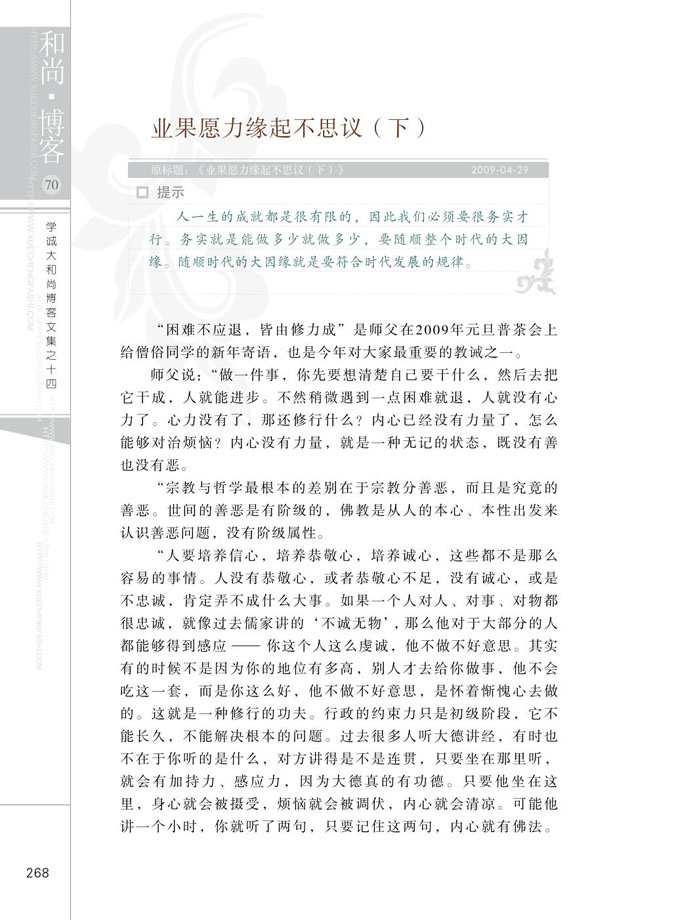 和尚·博客
70
学诚大和尚博客文集之十四
业果愿力缘起不思议（下）
原标题：《业果愿力缘起不思议（下）》 2009-04-29
提示
人一生的成就都是很有限的，因此我们必须要很务实才
行。务实就是能做多少就做多少，要随顺整个时代的大因
缘。随顺时代的大因缘就是要符合时代发展的规律。
“困难不应退，皆由修力成”是师父在2009年元旦普茶会上
给僧俗同学的新年寄语，也是今年对大家最重要的教诫之一。
师父说：“做一件事，你先要想清楚自己要干什么，然后去把
它干成，人就能进步。不然稍微遇到一点困难就退，人就没有心
力了。心力没有了，那还修行什么？内心已经没有力量了，怎么
能够对治烦恼？内心没有力量，就是一种无记的状态，既没有善
也没有恶。
“宗教与哲学最根本的差别在于宗教分善恶，而且是究竟的
善恶。世间的善恶是有阶级的，佛教是从人的本心、本性出发来
认识善恶问题，没有阶级属性。
“人要培养信心，培养恭敬心，培养诚心，这些都不是那么
容易的事情。人没有恭敬心，或者恭敬心不足，没有诚心，或是
不忠诚，肯定弄不成什么大事。如果一个人对人、对事、对物都
很忠诚，就像过去儒家讲的‘不诚无物’，那么他对于大部分的人
都能够得到感应——你这个人这么虔诚，他不做不好意思。其实
有的时候不是因为你的地位有多高，别人才去给你做事，他不会
吃这一套，而是你这么好，他不做不好意思，是怀着惭愧心去做
的。这就是一种修行的功夫。行政的约束力只是初级阶段，它不
能长久，不能解决根本的问题。过去很多人听大德讲经，有时也
不在于你听的是什么，对方讲得是不是连贯，只要坐在那里听，
就会有加持力、感应力，因为大德真的有功德。只要他坐在这
里，身心就会被摄受，烦恼就会被调伏，内心就会清凉。可能他
讲一个小时，你就听了两句，只要记住这两句，内心就有佛法。
268